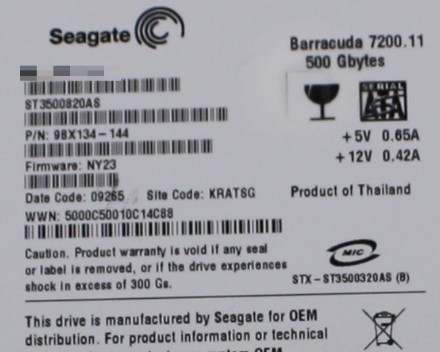 Seagate
Barracuda 7200.11
500 Gbytes
ST3500820AS
P/N: 9BX134-144
Firmware: NY23
Date Code: 09265 Site Code: KRATSG
WWN: 5000C50010C14C88
SERIAL
ATA
+5V 0.65A
+12V 0.42A
Product of Thailand
Caution. Product warranty is void if any seal
or label is removed, or if the drive experiences
shock in excess of 300 Gs.
MIC
STX-ST3500320AS (B)
This drive is manufactured by Seagate for OEM
distribution. For product information or technical
OEM